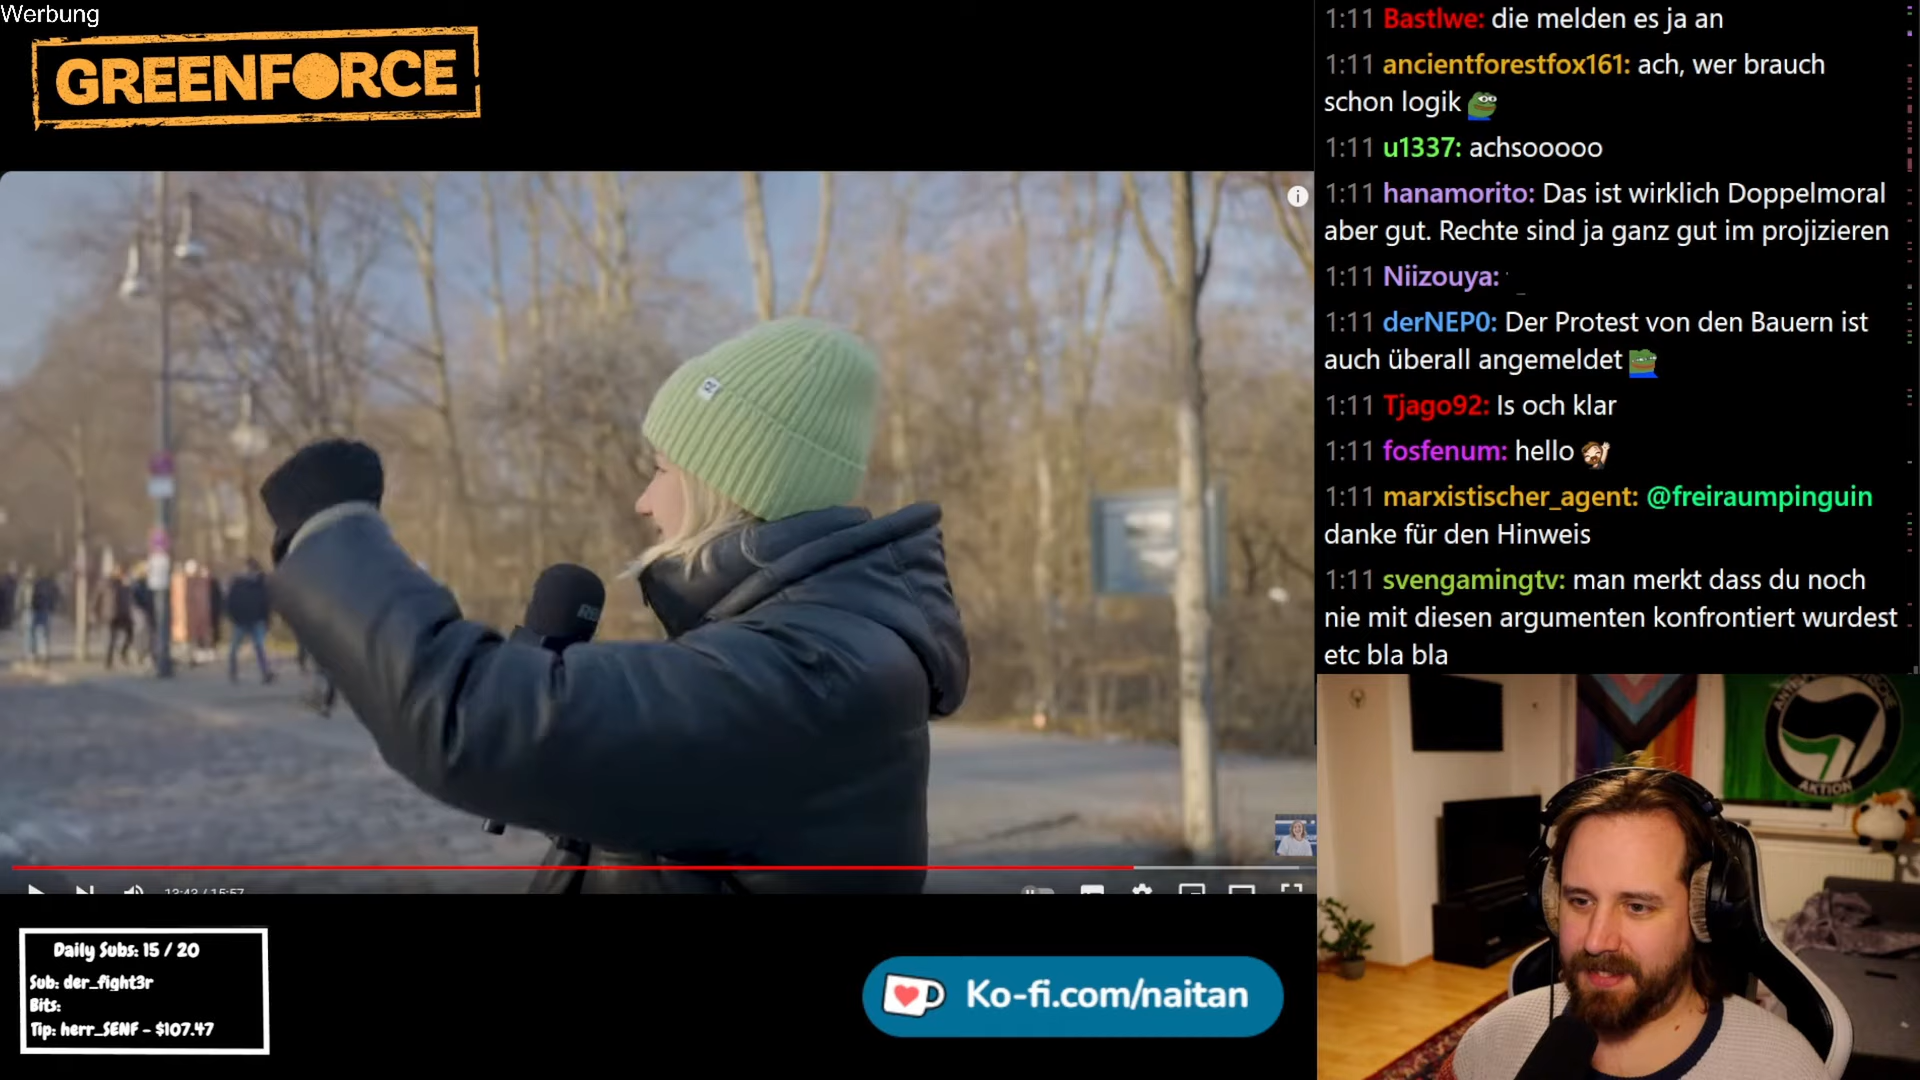 Werbung
GREENFORCE
13:43 / 15:57
Daily Subs: 15 / 20
Sub: der_fight3r
Bits:
Tip: herr_SENF - $107.47
Ko-fi.com/naitan
1:11 Bastlwe: die melden es ja an
1:11 ancientforestfox161: ach, wer brauch
schon logik
1:11 u1337: achsooooo
1:11 hanamorito: Das ist wirklich Doppelmoral
aber gut. Rechte sind ja ganz gut im projizieren
1:11 Niizouya:
1:11 derNEP0: Der Protest von den Bauern ist
auch überall angemeldet
1:11 Tjago92: Is och klar
1:11 fosfenum: hello
1:11 marxistischer_agent: @freiraumpinguin
danke für den Hinweis
1:11 svengamingtv: man merkt dass du noch
nie mit diesen argumenten konfrontiert wurdest
etc bla bla
AKTION